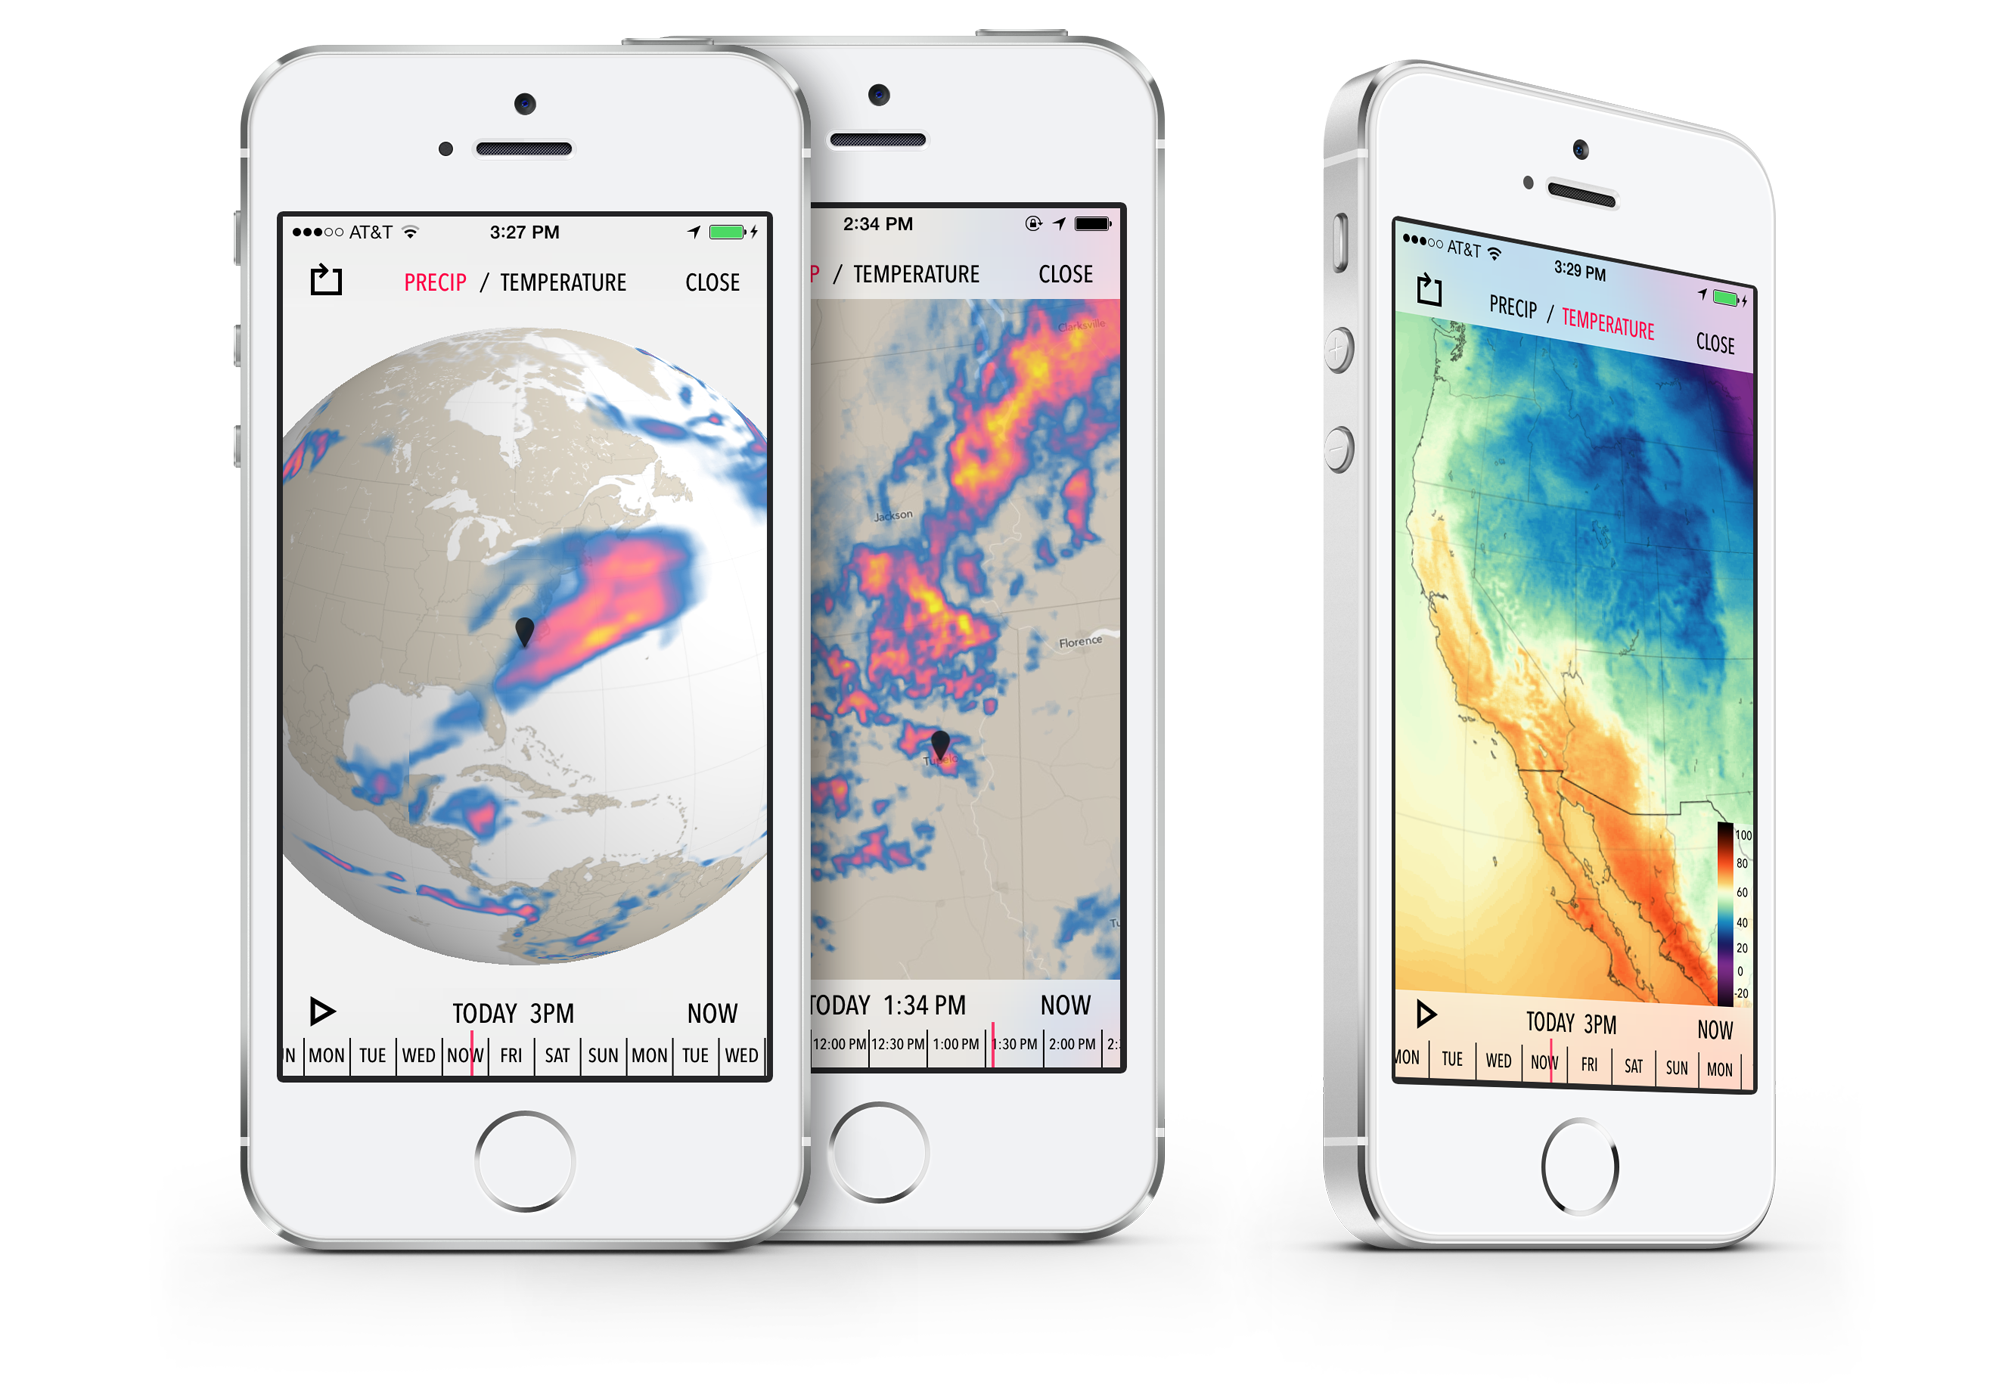 AT&T 3:27 PM
PRECIP / TEMPERATURE CLOSE
TODAY 3PM NOW
MON TUE WED NOW FRI SAT SUN MON TUE WED
2:34 PM
P / TEMPERATURE CLOSE
Clarksville
Jackson
Florence
TODAY 1:34 PM NOW
12:00 PM 12:30 PM 1:00 PM 1:30 PM 2:00 PM 2:
AT&T 3:29 PM
PRECIP / TEMPERATURE CLOSE
100
80
60
40
20
0
-20
TODAY 3PM NOW
MON TUE WED NOW FRI SAT SUN MON